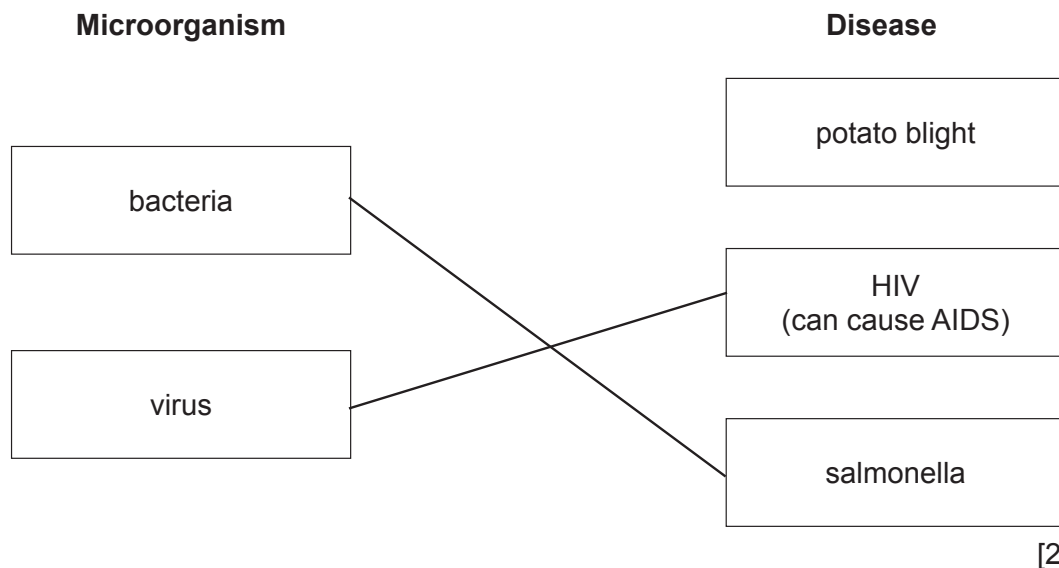 Microorganism
Disease
potato blight
bacteria
HIV
(can cause AIDS)
virus
salmonella
[2